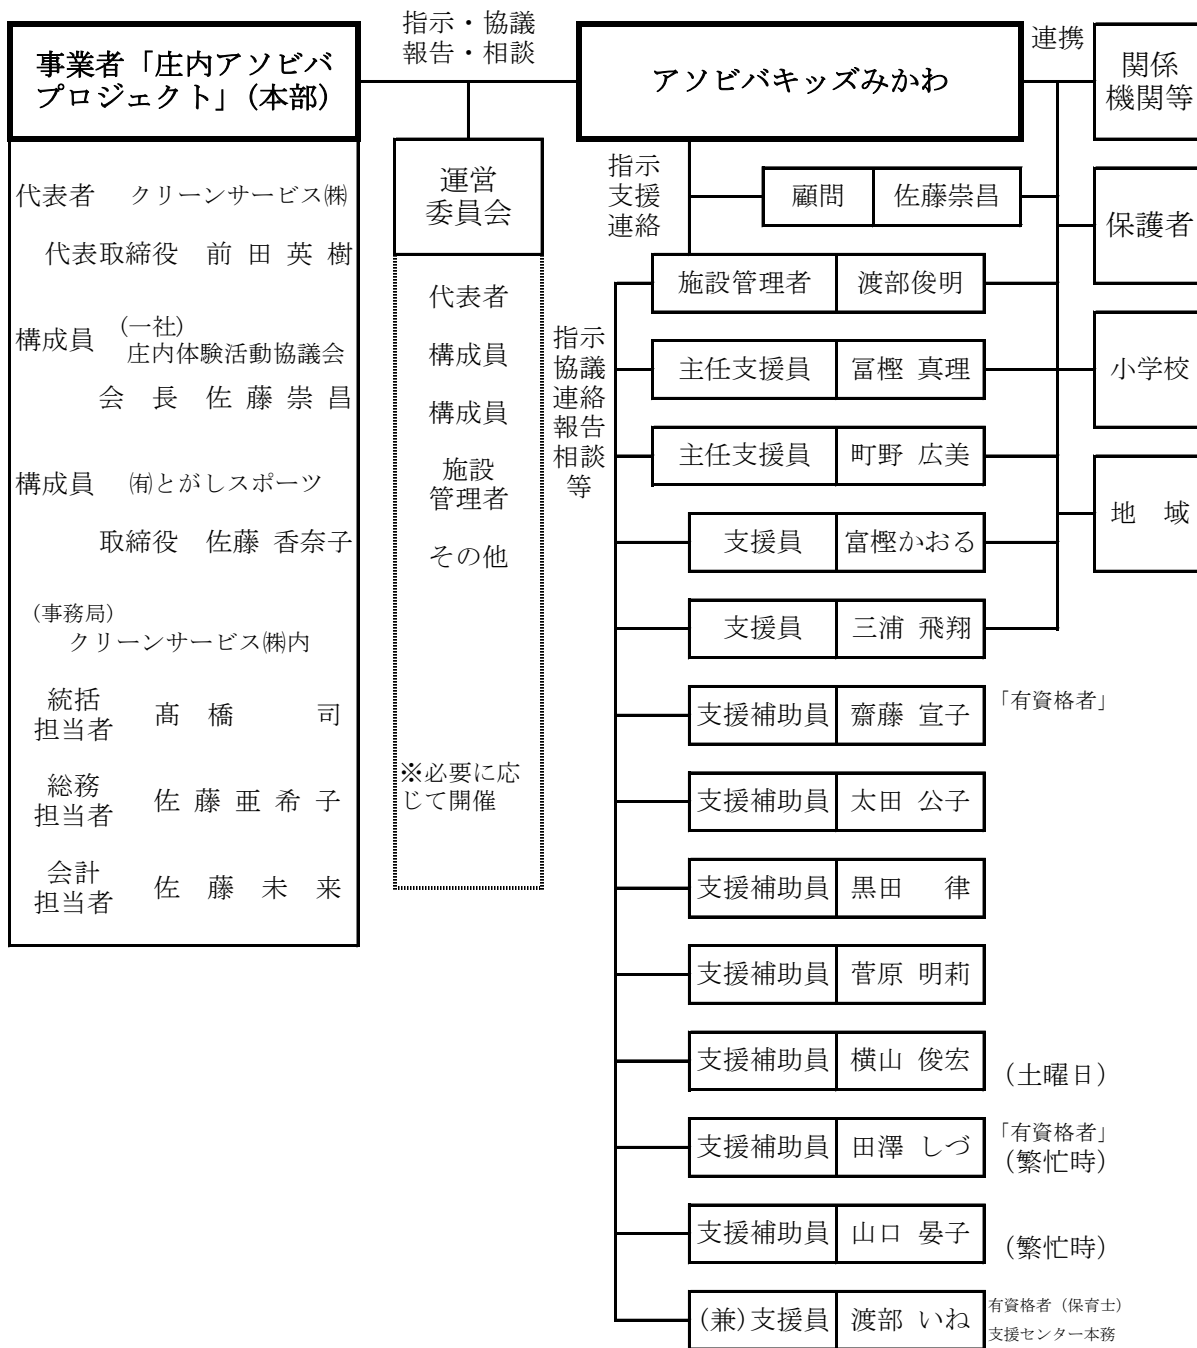 指示・協議
報告・相談
事業者「庄内アソビバ
プロジェクト」（本部）
アソビバキッズみかわ
連携
関係
機関等
代表者　クリーンサービス㈱
代表取締役　前 田 英 樹
構成員　（一社）
庄内体験活動協議会
会　長　佐 藤 崇 昌
構成員　㈲とがしスポーツ
取締役　佐藤 香奈子
（事務局）
クリーンサービス㈱内
統括
担当者　髙　橋　　　司
総務
担当者　佐 藤 亜 希 子
会計
担当者　佐　藤　未　来
運営
委員会
代表者
構成員
構成員
施設
管理者
その他
※必要に応
じて開催
指示
支援
連絡
顧問　佐藤崇昌
指示
協議
連絡
報告
相談
等
施設管理者　渡部俊明
主任支援員　冨樫 真理
主任支援員　町野 広美
支援員　富樫かおる
支援員　三浦 飛翔
支援補助員　齋藤 宣子　「有資格者」
支援補助員　太田 公子
支援補助員　黒田　律
支援補助員　菅原 明莉
支援補助員　横山 俊宏　（土曜日）
支援補助員　田澤 しづ　「有資格者」
（繁忙時）
支援補助員　山口 晏子　（繁忙時）
（兼）支援員　渡部 いね　有資格者（保育士）
支援センター本務
保護者
小学校
地　域